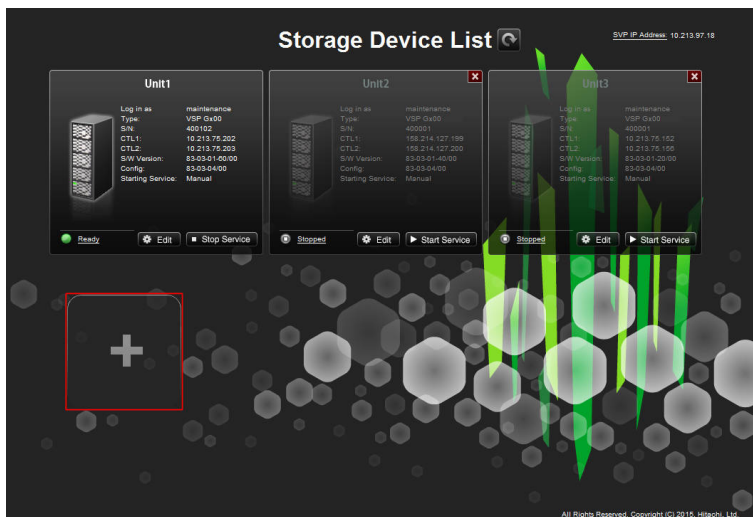 Storage Device List
SVP IP Address: 10.213.97.18
Unit1
Log in as maintenance
Type: VSP Gx00
S/N: 400102
CTL1: 10.213.75.202
CTL2: 10.213.75.203
S/W Version: 83-03-01-60/00
Config: 83-03-04/00
Starting Service: Manual
Ready
Edit
Stop Service
Unit2
Log in as maintenance
Type: VSP Gx00
S/N: 400001
CTL1: 158.214.127.199
CTL2: 158.214.127.200
S/W Version: 83-03-01-40/00
Config: 83-03-04/00
Starting Service: Manual
Stopped
Edit
Start Service
Unit3
Log in as maintenance
Type: VSP Gx00
S/N: 400001
CTL1: 10.213.75.152
CTL2: 10.213.75.156
S/W Version: 83-03-01-20/00
Config: 83-03-04/00
Starting Service: Manual
Stopped
Edit
Start Service
All Rights Reserved, Copyright (C) 2015, Hitachi, Ltd.